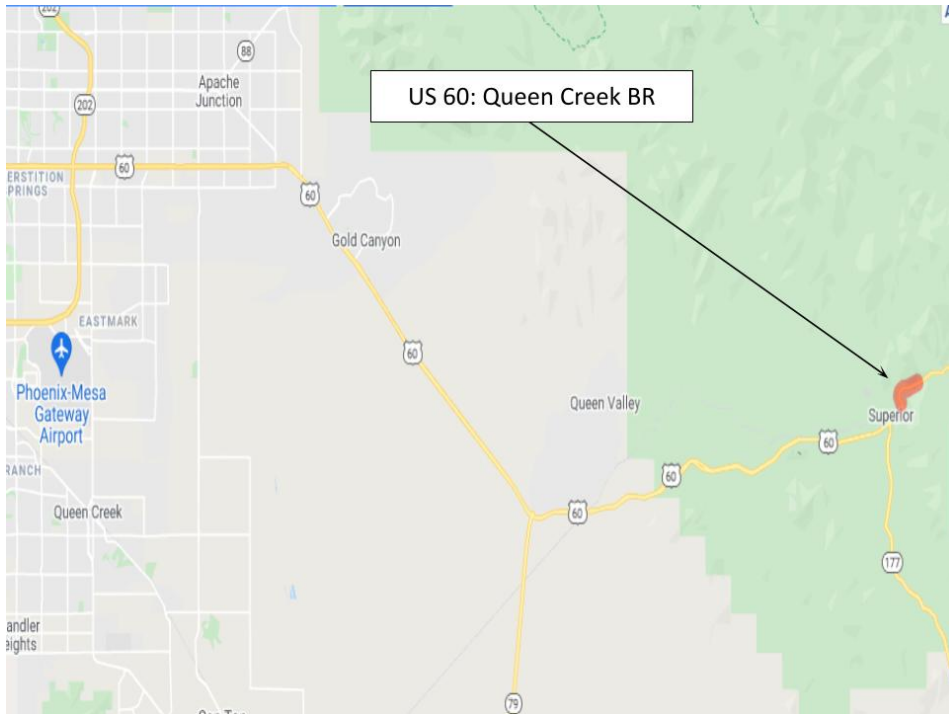 202
88
Apache
Junction
US 60: Queen Creek BR
202
60
ERSTITION
PRINGS
60
Gold Canyon
EASTMARK
60
Phoenix-Mesa
Gateway
Airport
Queen Valley
Superior
60
RANCH
60
Queen Creek
60
177
andler
eights
79